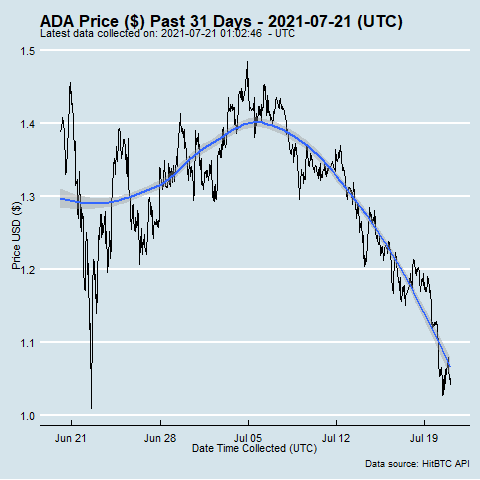 ADA Price ($) Past 31 Days - 2021-07-21 (UTC)
Latest data collected on: 2021-07-21 01:02:46  - UTC
1.5
1.4
1.3
1.2
1.1
1.0
Price USD ($)
Jun 21 Jun 28 Jul 05 Jul 12 Jul 19
Date Time Collected (UTC)
Data source: HitBTC API